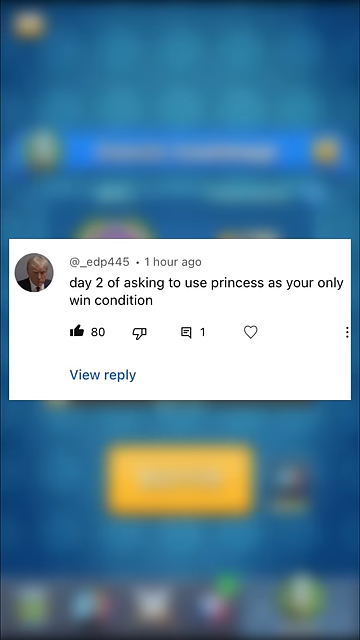 @_edp445 • 1 hour ago
day 2 of asking to use princess as your only
win condition
80
1
View reply